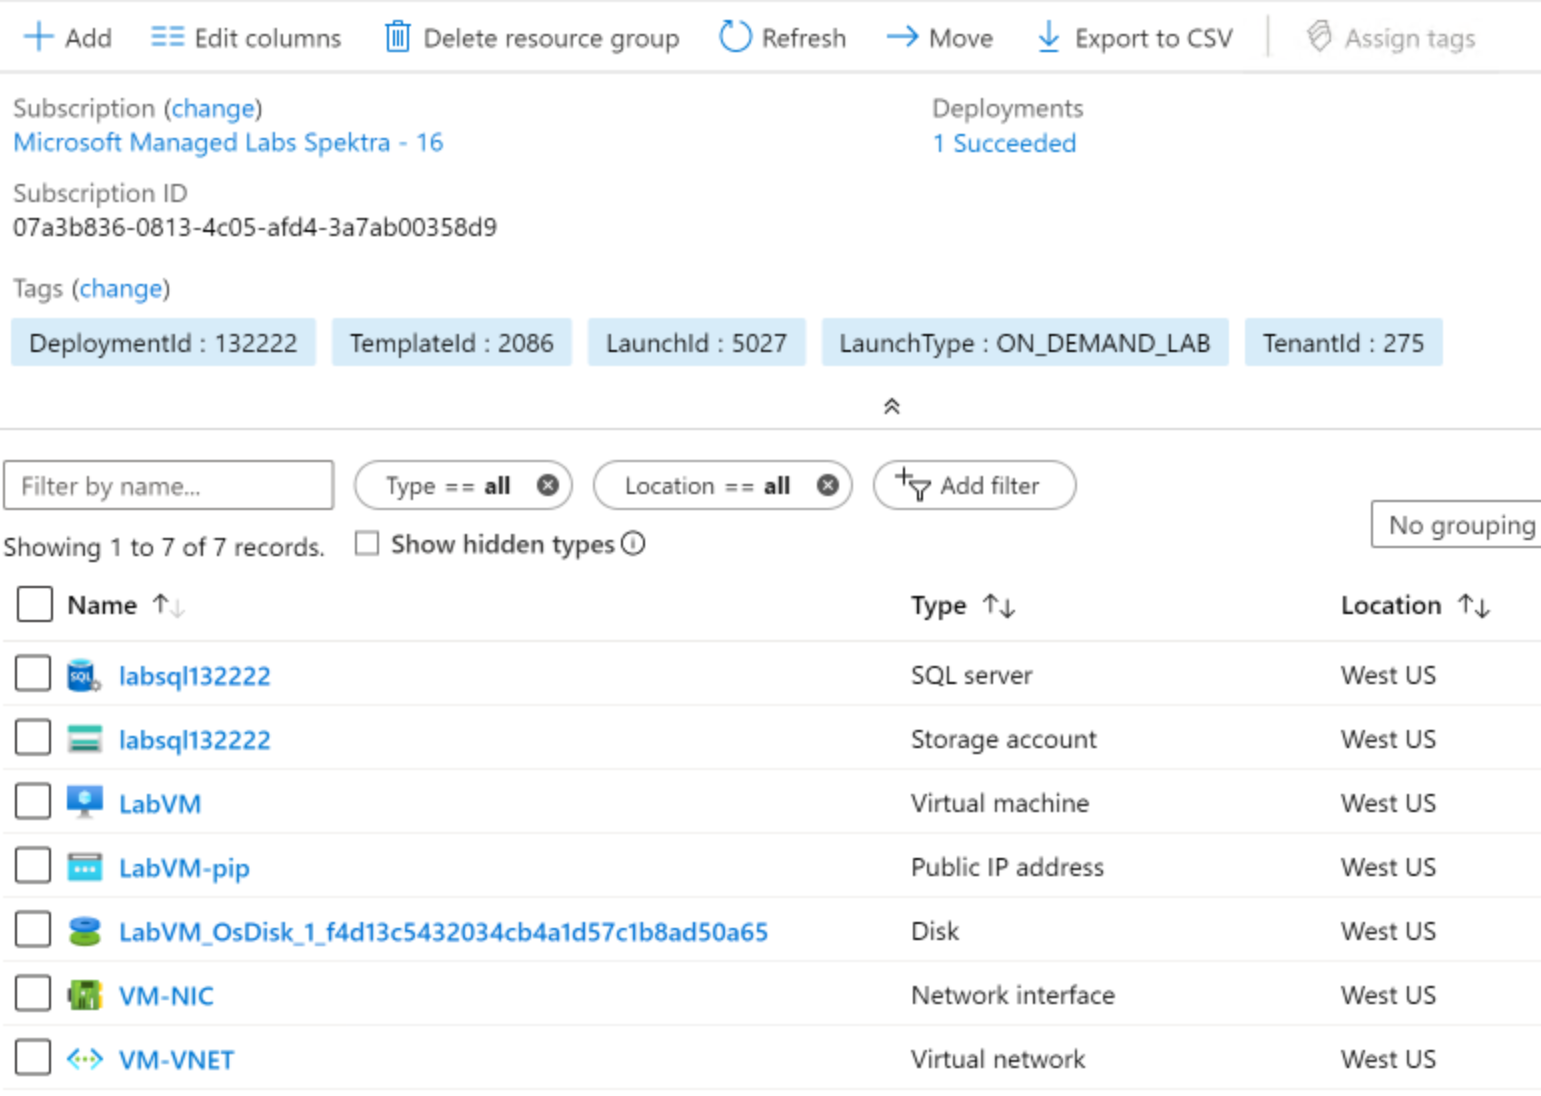 Add Edit columns Delete resource group Refresh Move Export to CSV Assign tags
Subscription (change)
Microsoft Managed Labs Spektra - 16
Deployments
1 Succeeded
Subscription ID
07a3b836-0813-4c05-afd4-3a7ab00358d9
Tags (change)
DeploymentId : 132222 TemplateId : 2086 LaunchId : 5027 LaunchType : ON_DEMAND_LAB TenantId : 275
Filter by name... Type == all Location == all Add filter
No grouping
Showing 1 to 7 of 7 records. Show hidden types
Name Type Location
labsql132222 SQL server West US
labsql132222 Storage account West US
LabVM Virtual machine West US
LabVM-pip Public IP address West US
LabVM_OsDisk_1_f4d13c5432034cb4a1d57c1b8ad50a65 Disk West US
VM-NIC Network interface West US
VM-VNET Virtual network West US